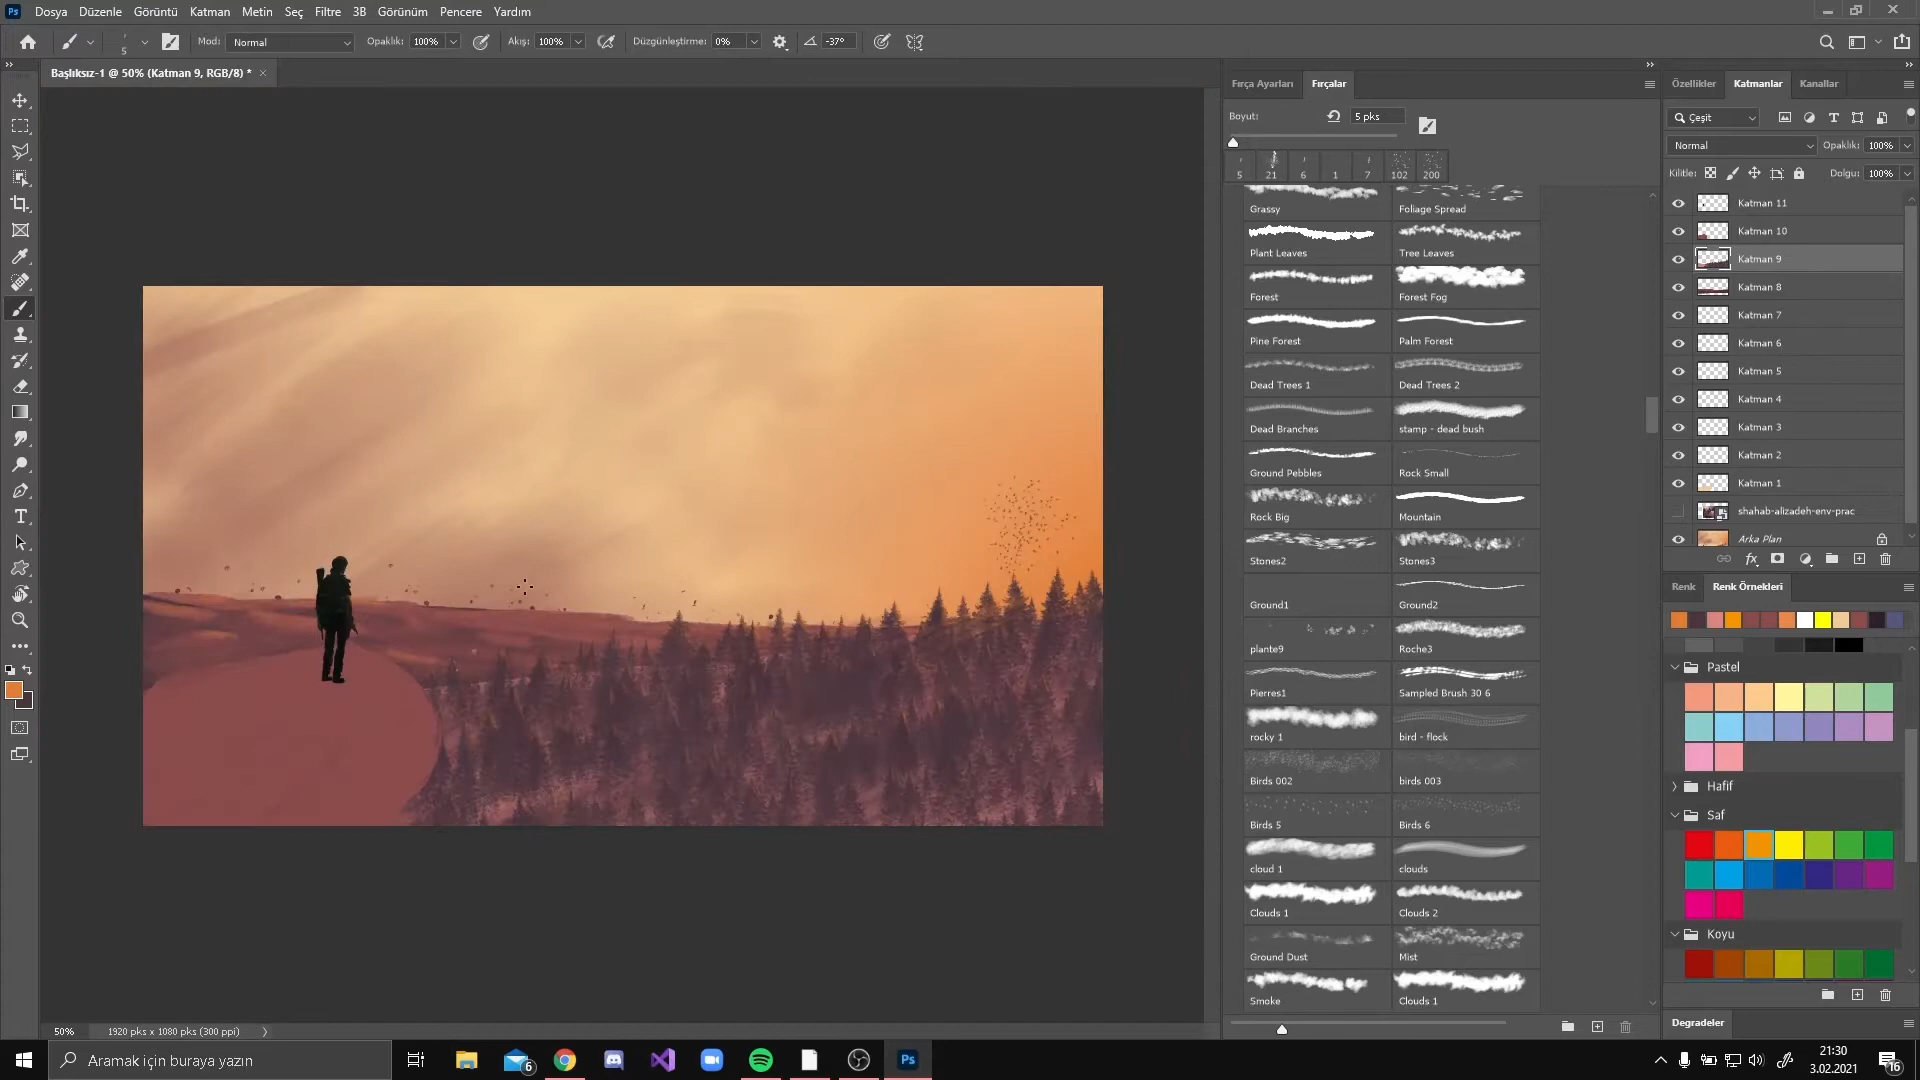 Ps Dosya Düzenle Görüntü Katman Metin Seç Filtre 3B Görünüm Pencere Yardım
5 Mod: Normal Opaklık: 100% Akış: 100% Düzgünleştirme: 0% -37°
Başlıksız-1 @ 50% (Katman 9, RGB/8) *
Fırça Ayarları Fırçalar
Boyut: 5 pks
5 21 6 1 7 102 200
Grassy Foliage Spread
Plant Leaves Tree Leaves
Forest Forest Fog
Pine Forest Palm Forest
Dead Trees 1 Dead Trees 2
Dead Branches stamp - dead bush
Ground Pebbles Rock Small
Rock Big Mountain
Stones2 Stones3
Ground1 Ground2
plante9 Roche3
Pierres1 Sampled Brush 30 6
rocky 1 bird - flock
Birds 002 birds 003
Birds 5 Birds 6
cloud 1 clouds
Clouds 1 Clouds 2
Ground Dust Mist
Smoke Clouds 1
Özellikler Katmanlar Kanallar
Çeşit
Normal Opaklık: 100%
Kilitle: Dolgu: 100%
Katman 11
Katman 10
Katman 9
Katman 8
Katman 7
Katman 6
Katman 5
Katman 4
Katman 3
Katman 2
Katman 1
shahab-alizadeh-env-prac
Arka Plan
fx
Renk Renk Örnekleri
Pastel
Hafif
Saf
Koyu
Degradeler
50% 1920 pks x 1080 pks (300 ppi)
Aramak için buraya yazın
6
Ps
21:30
3.02.2021
16